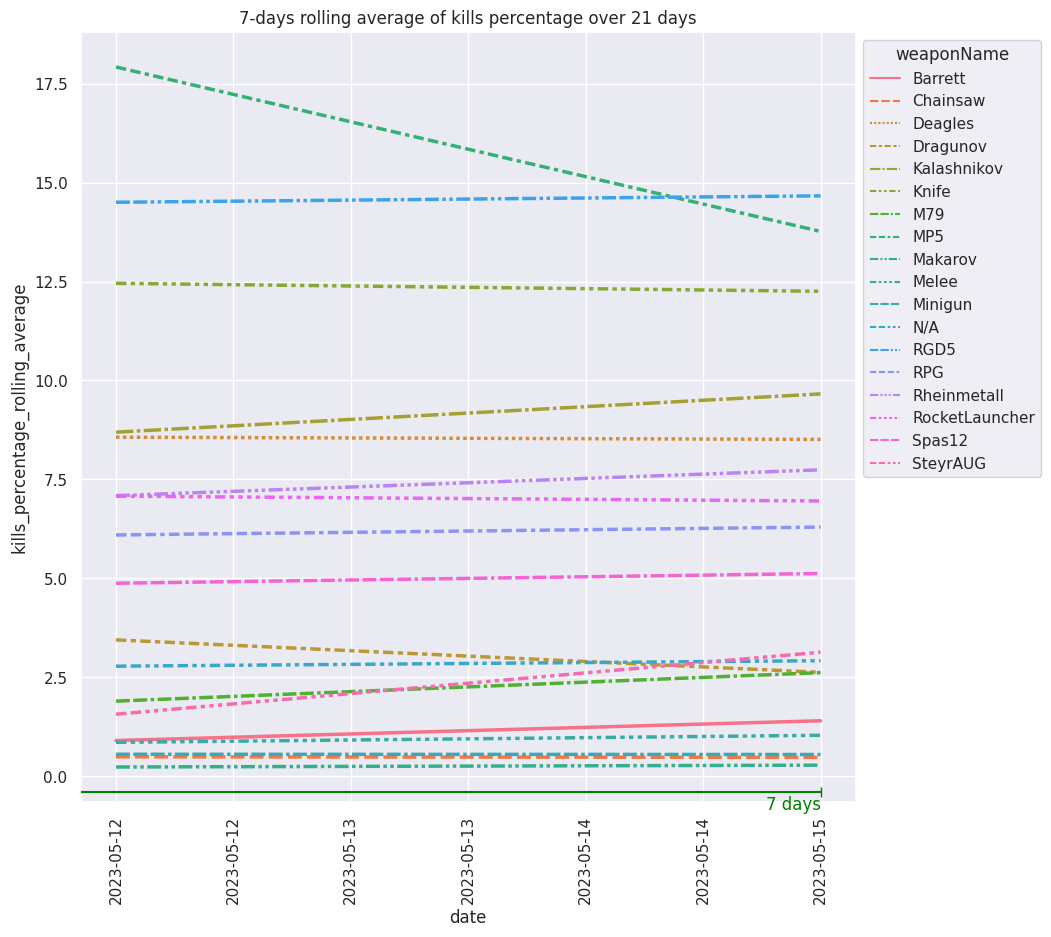 7-days rolling average of kills percentage over 21 days
kills_percentage_rolling_average
17.5
15.0
12.5
10.0
7.5
5.0
2.5
0.0
weaponName
Barrett
Chainsaw
Deagles
Dragunov
Kalashnikov
Knife
M79
MP5
Makarov
Melee
Minigun
N/A
RGD5
RPG
Rheinmetall
RocketLauncher
Spas12
SteyrAUG
7 days
2023-05-12
2023-05-12
2023-05-13
2023-05-13
2023-05-14
2023-05-14
2023-05-15
date